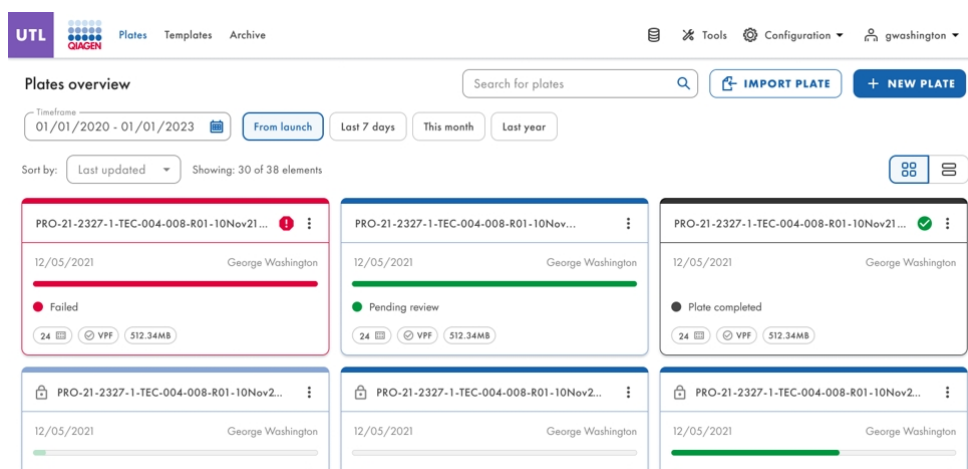 UTL QIAGEN Plates Templates Archive Tools Configuration gwashington
Plates overview Search for plates IMPORT PLATE + NEW PLATE
Timeframe
01/01/2020 - 01/01/2023 From launch Last 7 days This month Last year
Sort by: Last updated Showing: 30 of 38 elements
PRO-21-2327-1-TEC-004-008-R01-10Nov21... PRO-21-2327-1-TEC-004-008-R01-10Nov... PRO-21-2327-1-TEC-004-008-R01-10Nov21...
12/05/2021 George Washington 12/05/2021 George Washington 12/05/2021 George Washington
Failed Pending review Plate completed
24 VPF 512.34MB 24 VPF 512.34MB 24 VPF 512.34MB
PRO-21-2327-1-TEC-004-008-R01-10Nov2... PRO-21-2327-1-TEC-004-008-R01-10Nov2... PRO-21-2327-1-TEC-004-008-R01-10Nov2...
12/05/2021 George Washington 12/05/2021 George Washington 12/05/2021 George Washington